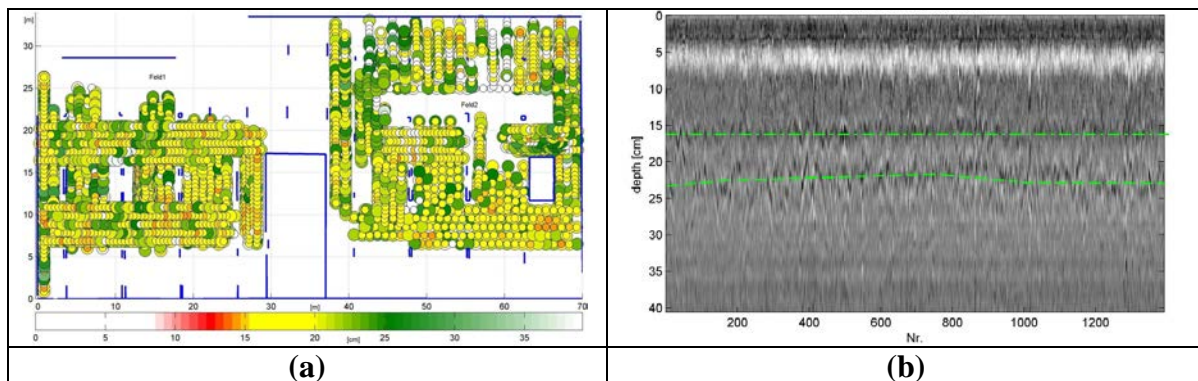 [m]
30
25
20
15
10
5
0
Feld1
Feld2
0 10 20 30 [m] 40 50 60 70
0 5 10 15 20 [cm] 25 30 35
(a)
0
5
10
15
20
25
30
35
40
depth [cm]
200 400 600 800 1000 1200
Nr.
(b)